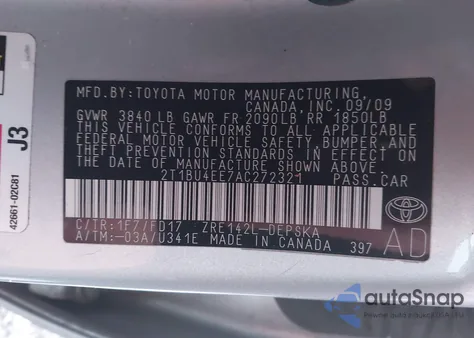 MFD.BY:TOYOTA MOTOR MANUFACTURING,
CANADA,INC. 09/09
GVWR 3840 LB GAWR FR 2090LB RR 1850LB
THIS VEHICLE CONFORMS TO ALL APPLICABLE
FEDERAL MOTOR VEHICLE SAFETY, BUMPER, AND
THEFT PREVENTION STANDARDS IN EFFECT ON THE
DATE OF MANUFACTURE SHOWN ABOVE.
2T1BU4EE7AC272321 PASS.CAR
C/TR:1F7/FD17 ZRE142L-DEPSKA
A/TM:-03A/U341E MADE IN CANADA 397
AD
TOYOTA
J3
42661-02C81
autoSnap